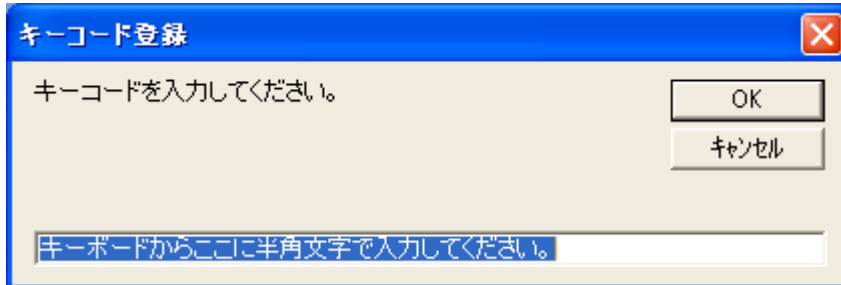 キーコード登録
キーコードを入力してください。
OK
キャンセル
キーボードからここに半角文字で入力してください。